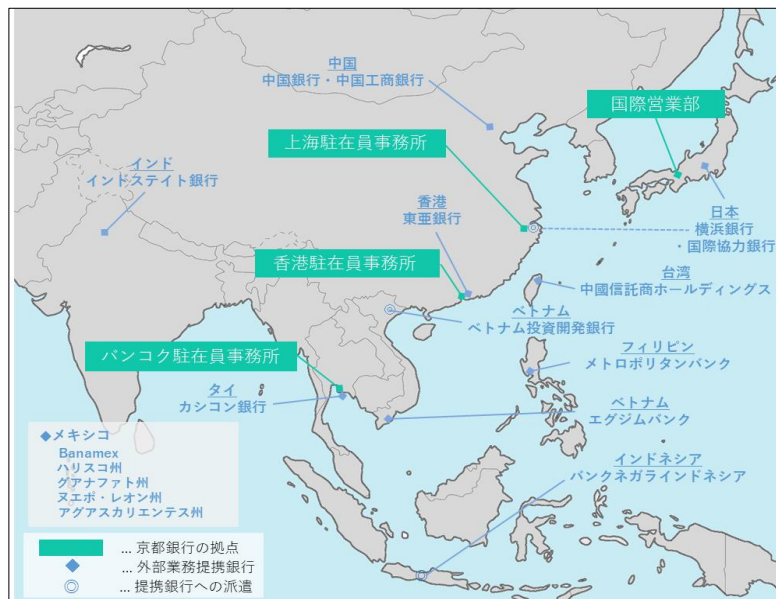 中国
中国銀行・中国工商銀行
国際営業部
上海駐在員事務所
インド
インドステイト銀行
香港
東亜銀行
日本
横浜銀行
・国際協力銀行
香港駐在員事務所
台湾
中國信託商ホールディングス
ベトナム
ベトナム投資開発銀行
バンコク駐在員事務所
フィリピン
メトロポリタンバンク
タイ
カシコン銀行
ベトナム
エグジムバンク
◆メキシコ
Banamex
ハリスコ州
グアナファト州
ヌエボ・レオン州
アグアスカリエンテス州
インドネシア
バンクネガラインドネシア
... 京都銀行の拠点
... 外部業務提携銀行
... 提携銀行への派遣